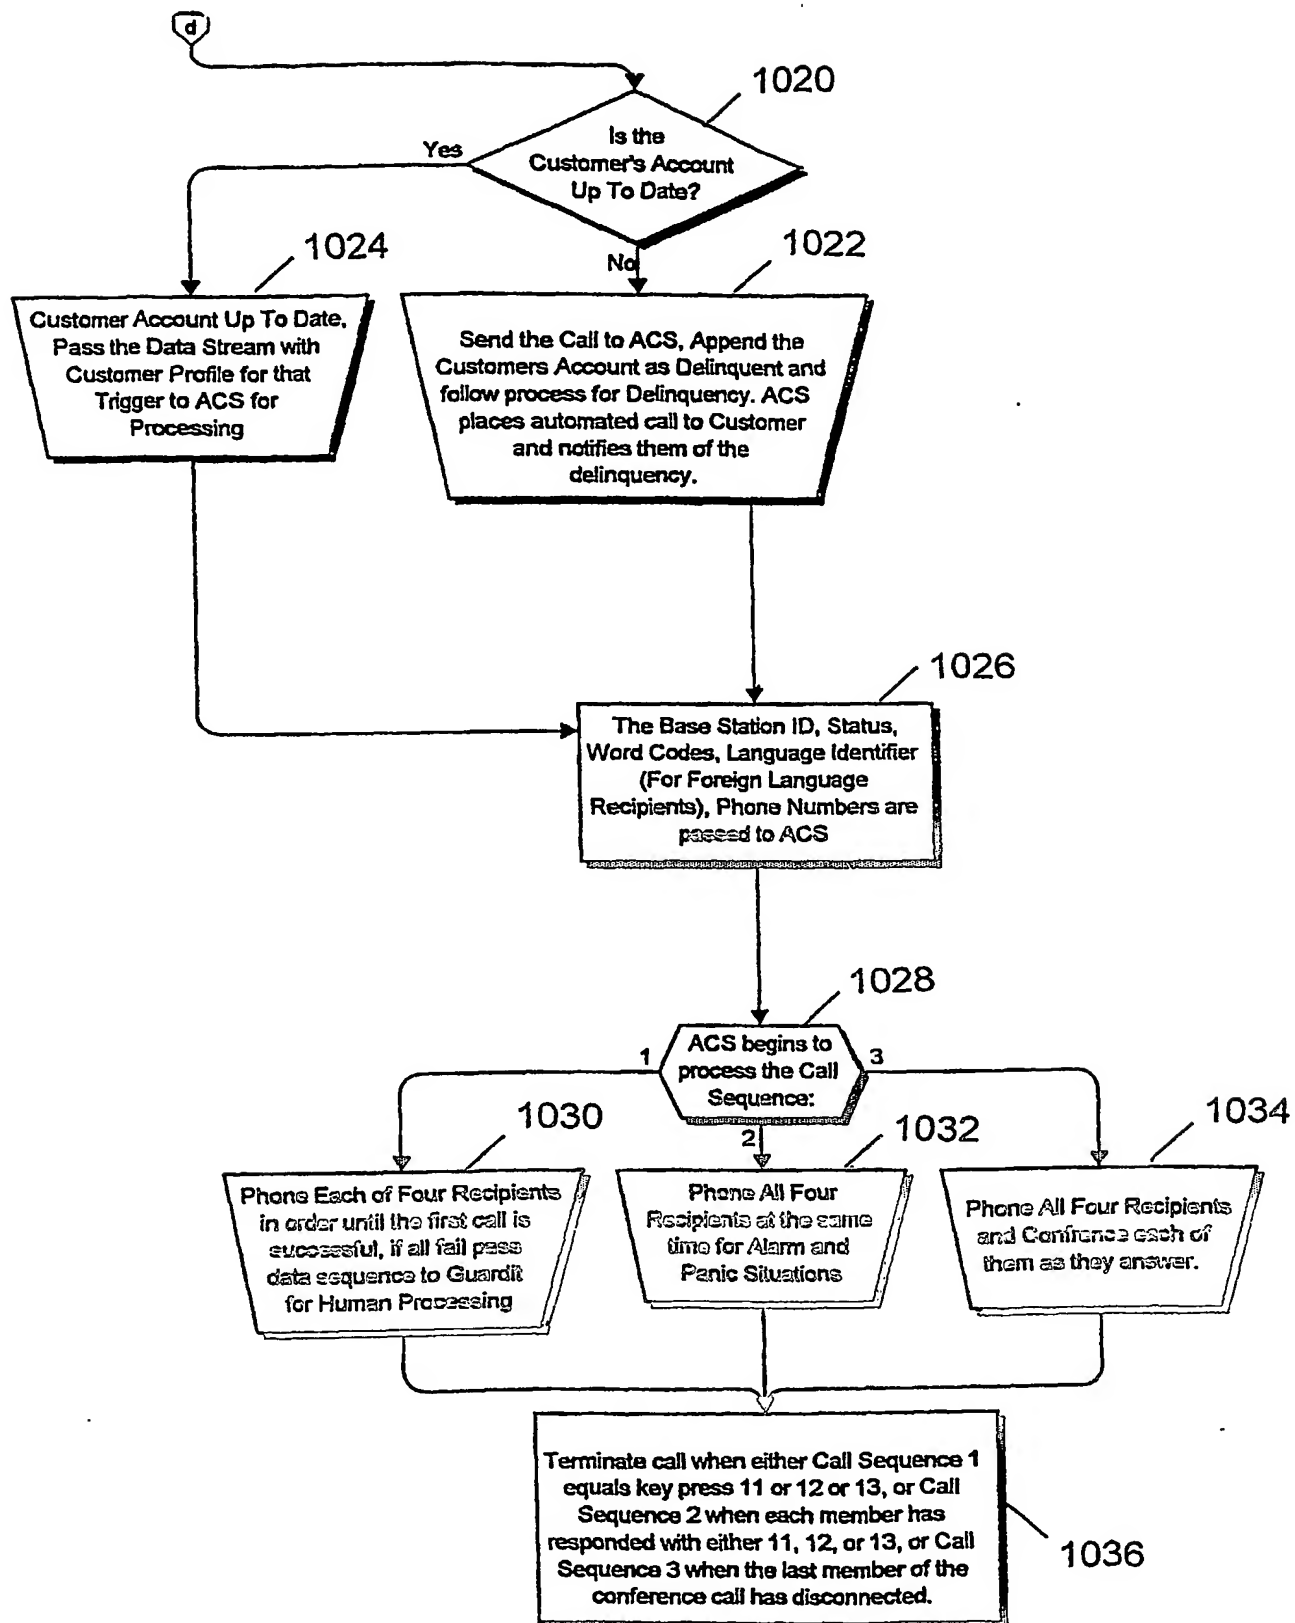 d
1020
Is the
Customer's Account
Up To Date?
Yes
No
1024
Customer Account Up To Date,
Pass the Data Stream with
Customer Profile for that
Trigger to ACS for
Processing
1022
Send the Call to ACS, Append the
Customers Account as Delinquent and
follow process for Delinquency. ACS
places automated call to Customer
and notifies them of the
delinquency.
1026
The Base Station ID, Status,
Word Codes, Language Identifier
(For Foreign Language
Recipients), Phone Numbers are
passed to ACS
1028
ACS begins to
process the Call
Sequence:
1
2
3
1030
Phone Each of Four Recipients
in order until the first call is
successful, if all fail pass
data sequence to Guardit
for Human Processing
1032
Phone All Four
Recipients at the same
time for Alarm and
Panic Situations
1034
Phone All Four Recipients
and Confrence each of
them as they answer.
Terminate call when either Call Sequence 1
equals key press 11 or 12 or 13, or Call
Sequence 2 when each member has
responded with either 11, 12, or 13, or Call
Sequence 3 when the last member of the
conference call has disconnected.
1036